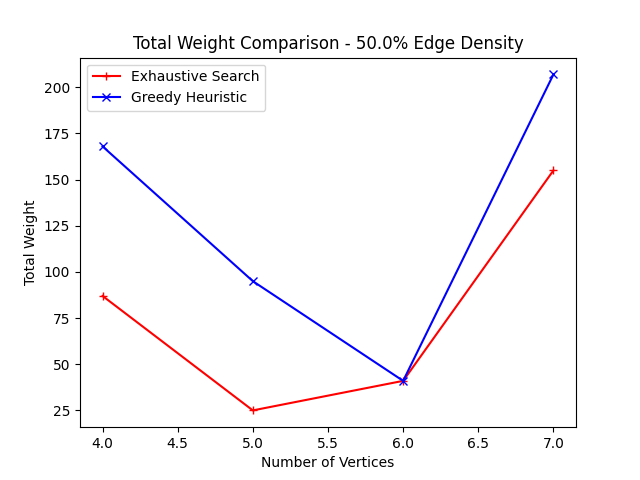 Total Weight Comparison - 50.0% Edge Density
Exhaustive Search
Greedy Heuristic
200
175
150
125
100
75
50
25
Total Weight
4.0 4.5 5.0 5.5 6.0 6.5 7.0
Number of Vertices